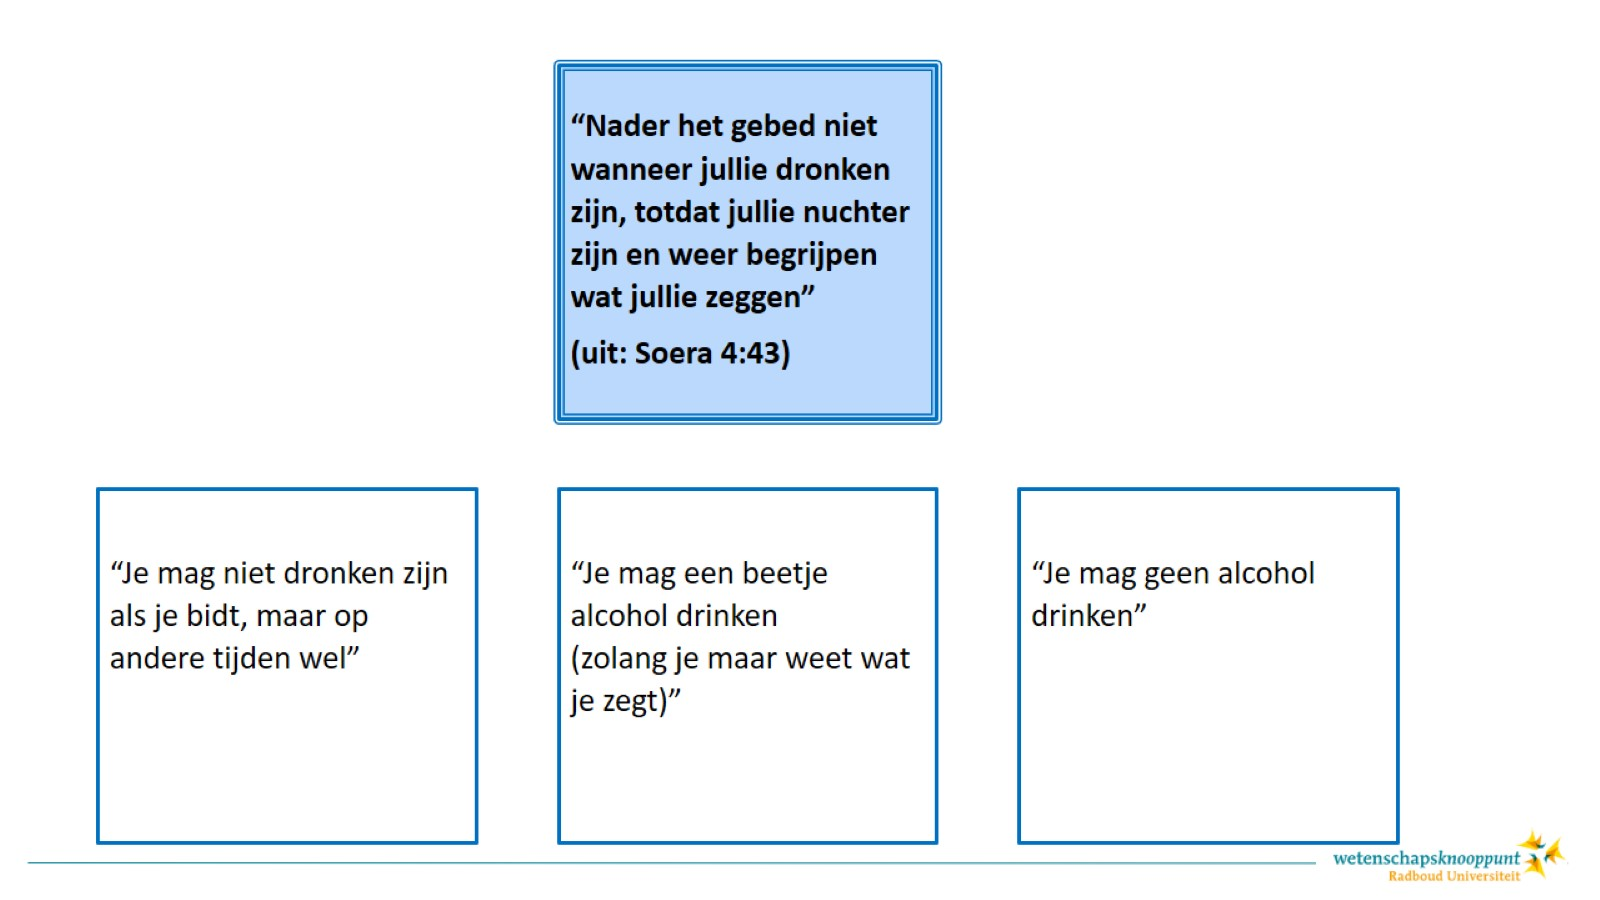 “Nader het gebed niet
wanneer jullie dronken
zijn, totdat jullie nuchter
zijn en weer begrijpen
wat jullie zeggen”
(uit: Soera 4:43)
“Je mag niet dronken zijn
als je bidt, maar op
andere tijden wel”
“Je mag een beetje
alcohol drinken
(zolang je maar weet wat
je zegt)”
“Je mag geen alcohol
drinken”
wetenschapsknooppunt
Radboud Universiteit